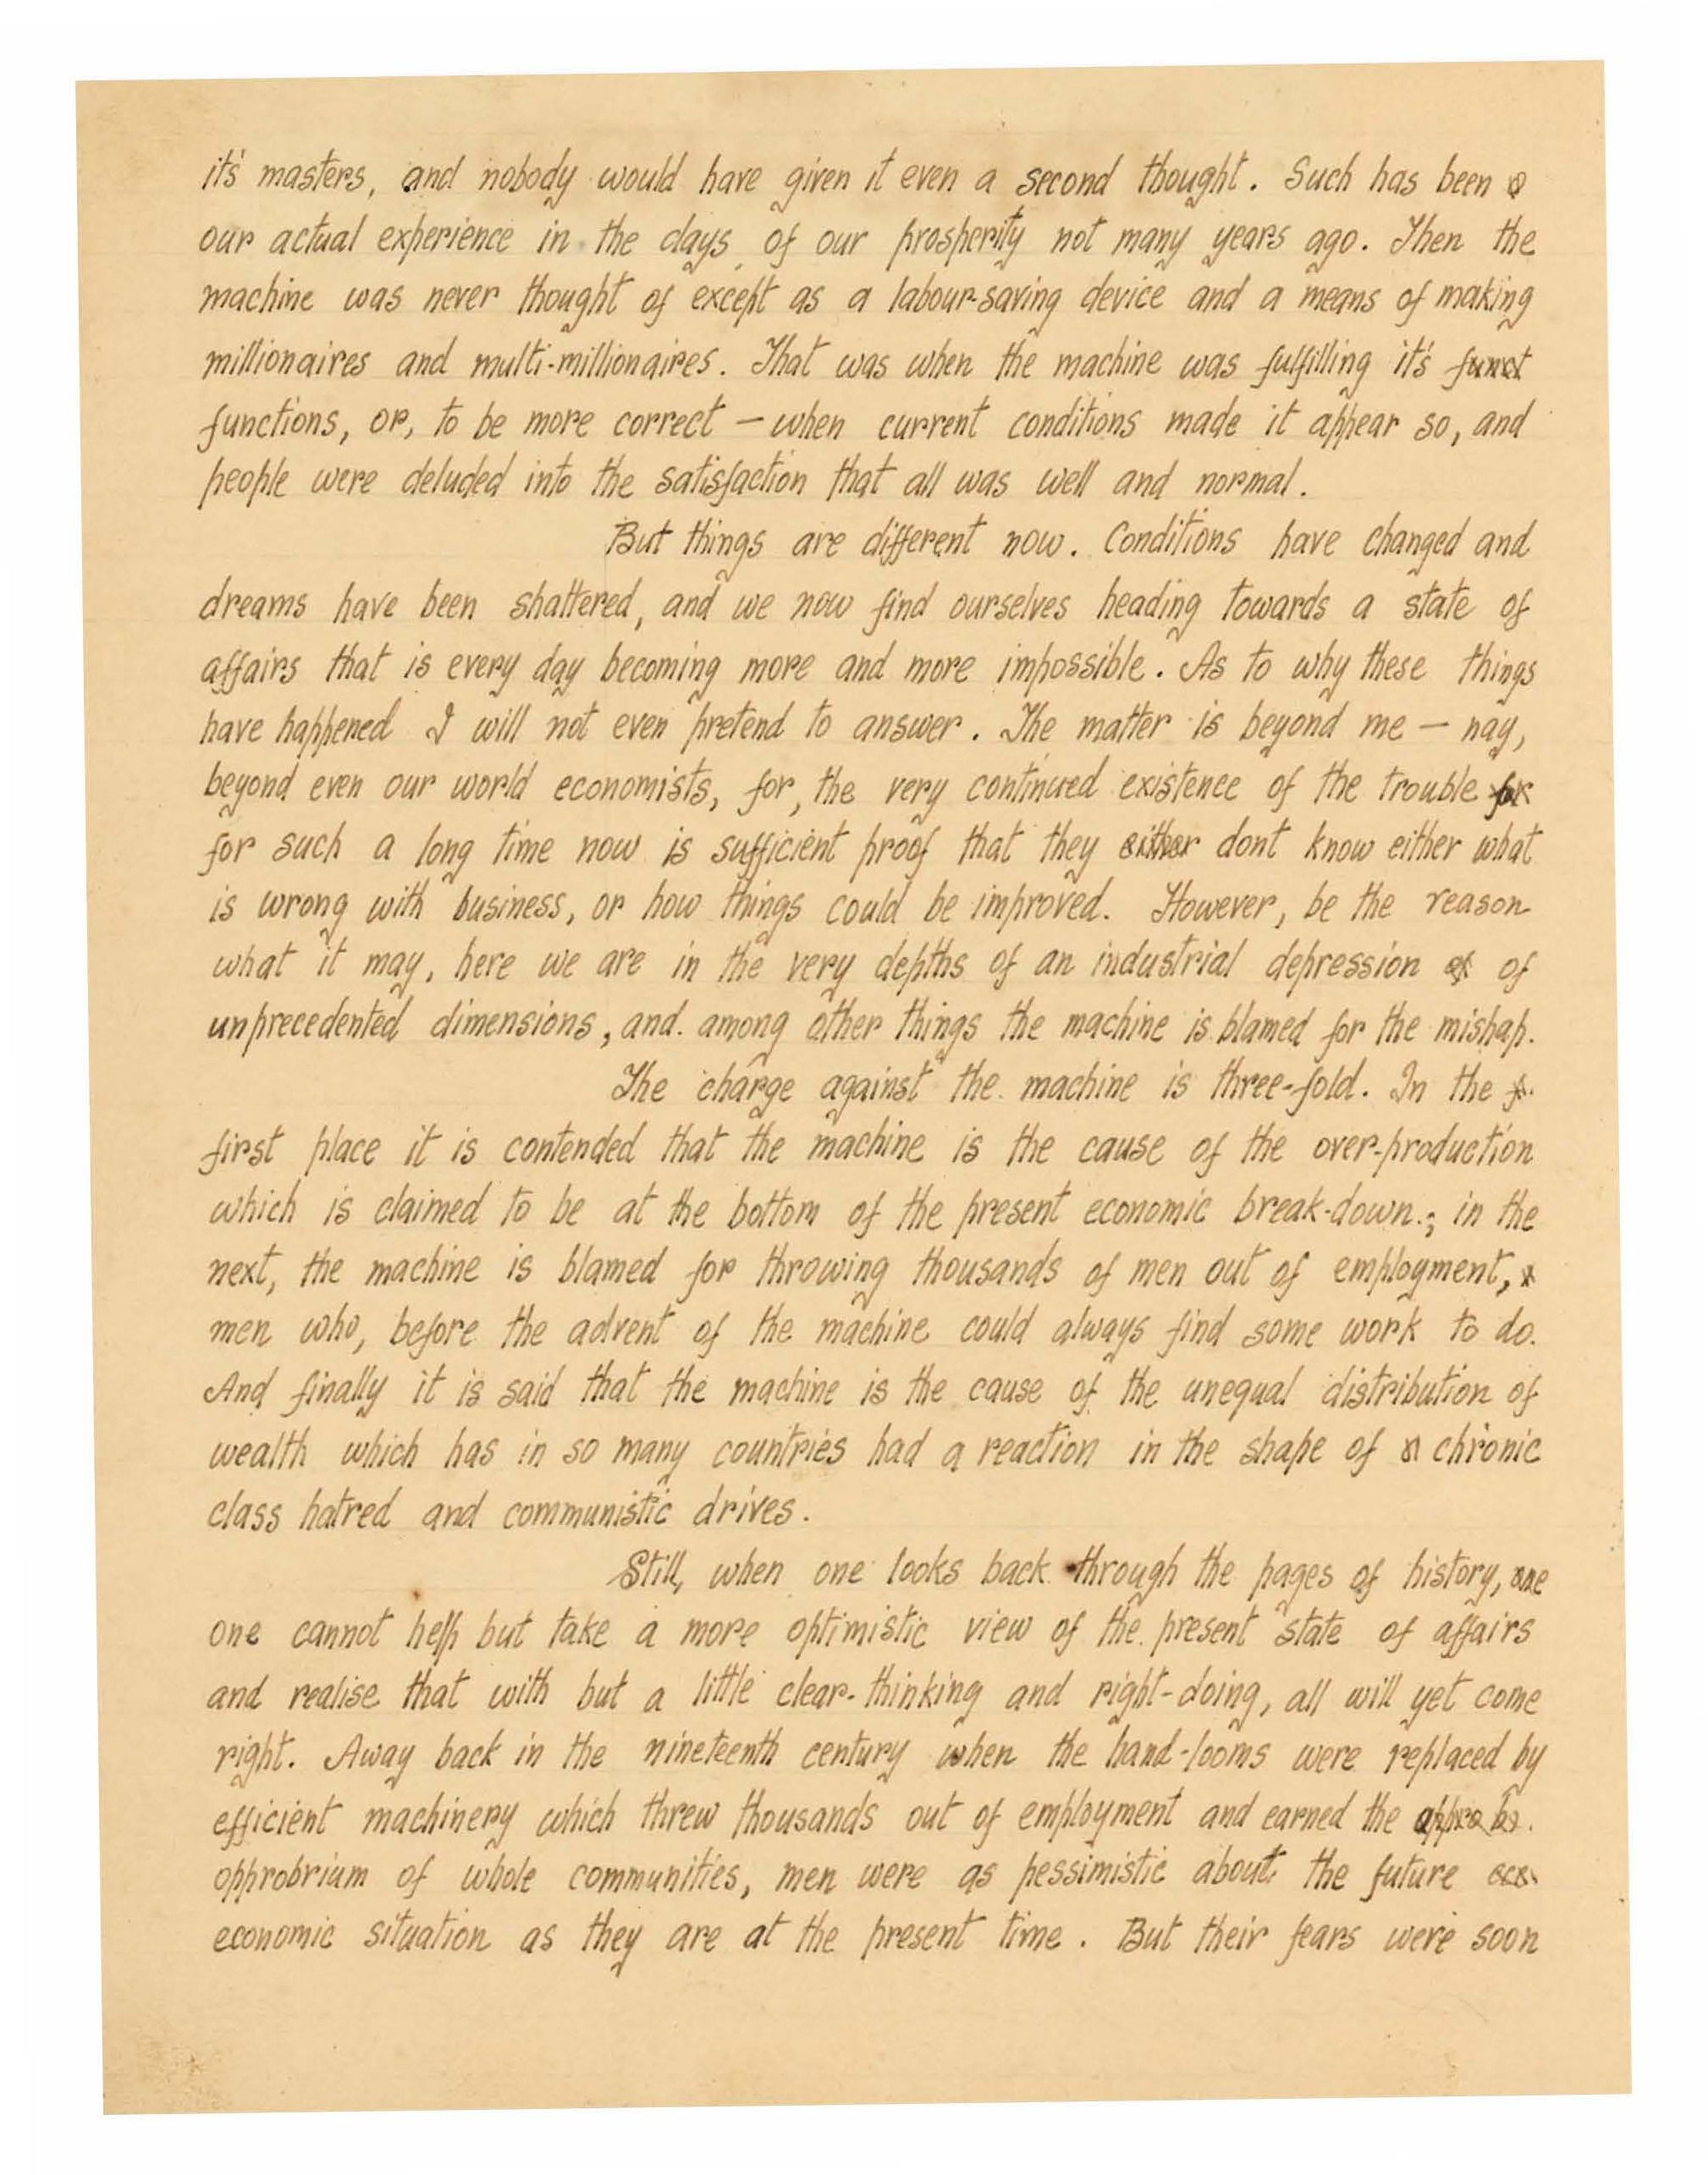 it's masters, and nobody would have given it even a second thought. Such has been
our actual experience in the days of our prosperity not many years ago. Then the
machine was never thought of except as a labour-saving device and a means of making
millionaires and multi-millionaires. That was when the machine was fulfilling it's funct
functions, or, to be more correct — when current conditions made it appear so, and
people were deluded into the satisfaction that all was well and normal.
But things are different now. Conditions have changed and
dreams have been shattered, and we now find ourselves heading towards a state of
affairs that is every day becoming more and more impossible. As to why these things
have happened I will not even pretend to answer. The matter is beyond me — nay,
beyond even our world economists, for, the very continued existence of the trouble for
for such a long time now is sufficient proof that they either dont know either what
is wrong with business, or how things could be improved. However, be the reason
what it may, here we are in the very depths of an industrial depression of of
unprecedented dimensions, and. among other things the machine is blamed for the mishap.
The charge against the machine is three-fold. In the f
first place it is contended that the machine is the cause of the over-production
which is claimed to be at the bottom of the present economic break-down.; in the
next, the machine is blamed for throwing thousands of men out of employment,
men who, before the advent of the machine could always find some work to do.
And finally it is said that the machine is the cause of the unequal distribution of
wealth which has in so many countries had a reaction in the shape of a chronic
class hatred and communistic drives.
Still, when one looks back through the pages of history, one
one cannot help but take a more optimistic view of the present state of affairs
and realise that with but a little clear-thinking and right-doing, all will yet come
right. Away back in the nineteenth century when the hand-looms were replaced by
efficient machinery which threw thousands out of employment and earned the
opprobrium of whole communities, men were as pessimistic about the future
economic situation as they are at the present time. But their fears were soon